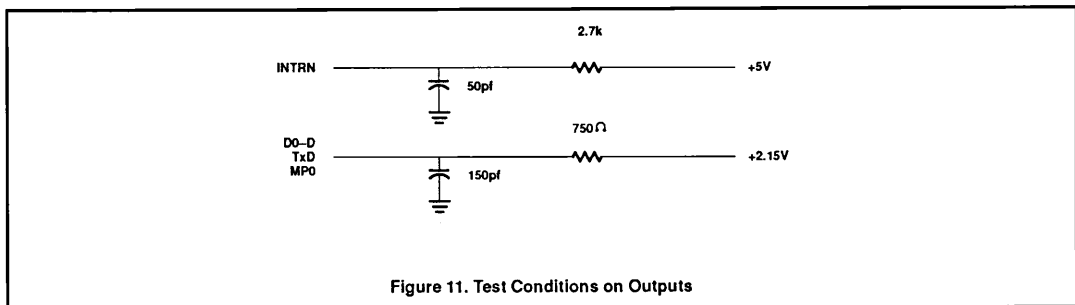 2.7k
INTRN
+5V
50pf
750Ω
D0–D
TxD
MP0
+2.15V
150pf
Figure 11. Test Conditions on Outputs